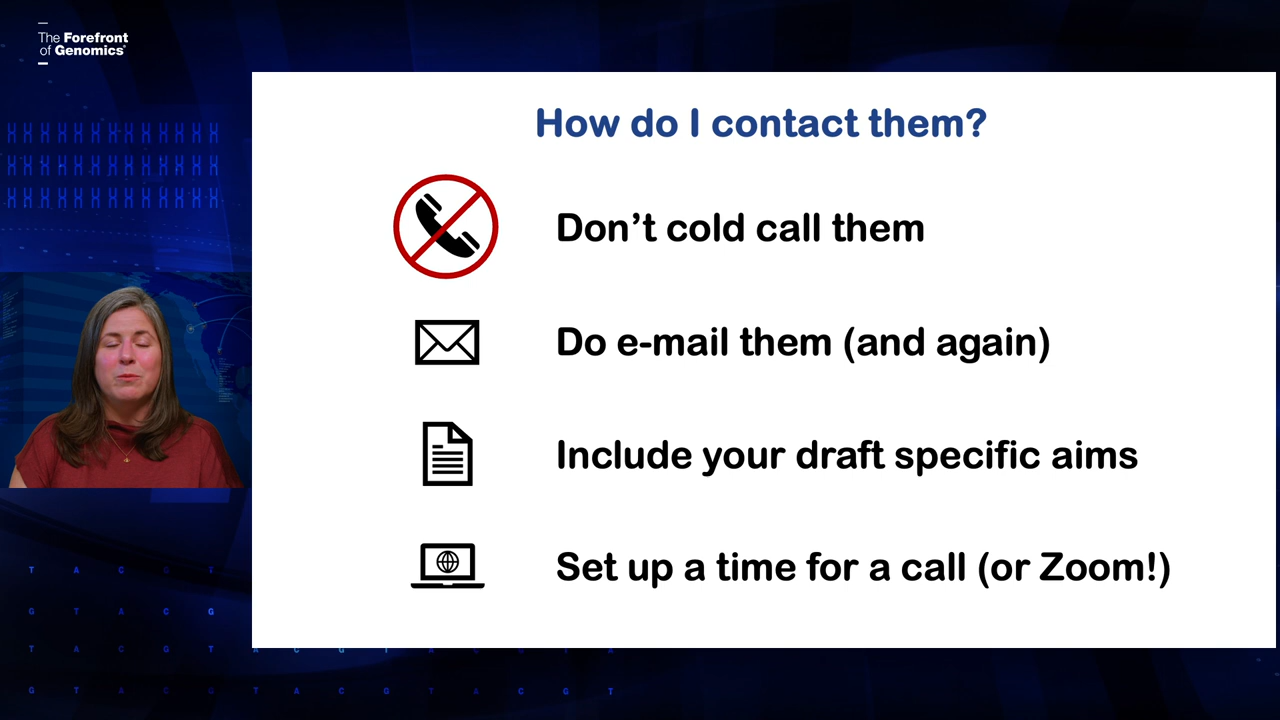 The Forefront
of Genomics®
How do I contact them?
Don’t cold call them
Do e-mail them (and again)
Include your draft specific aims
Set up a time for a call (or Zoom!)
T A C G T
G T A C G
T A C G T A C G T A C G T A
G T A C G T A C G T A C G T